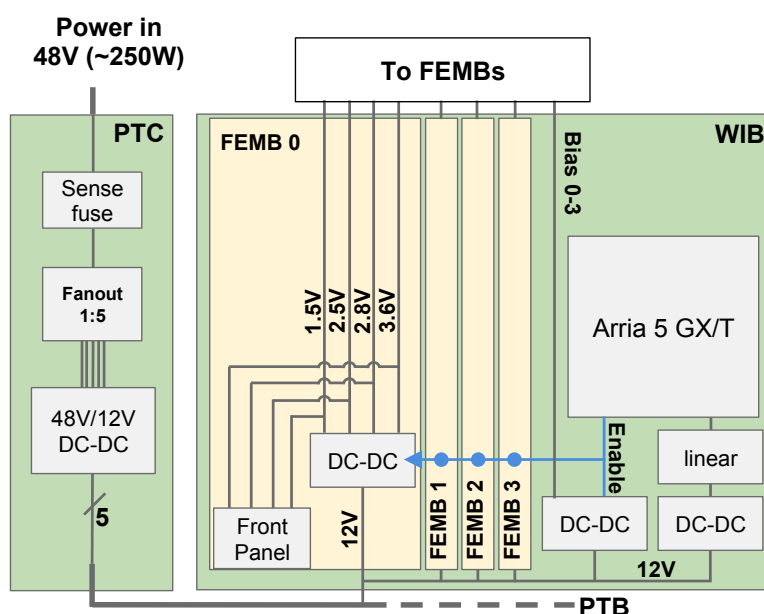 Power in
48V (~250W)
To FEMBs
PTC
FEMB 0
WIB
Bias 0-3
Sense
fuse
Fanout
1:5
Arria 5 GX/T
1.5V
2.5V
2.8V
3.6V
48V/12V
DC-DC
DC-DC
Enable
linear
5
Front
Panel
12V
FEMB 1
FEMB 2
FEMB 3
DC-DC
DC-DC
12V
PTB